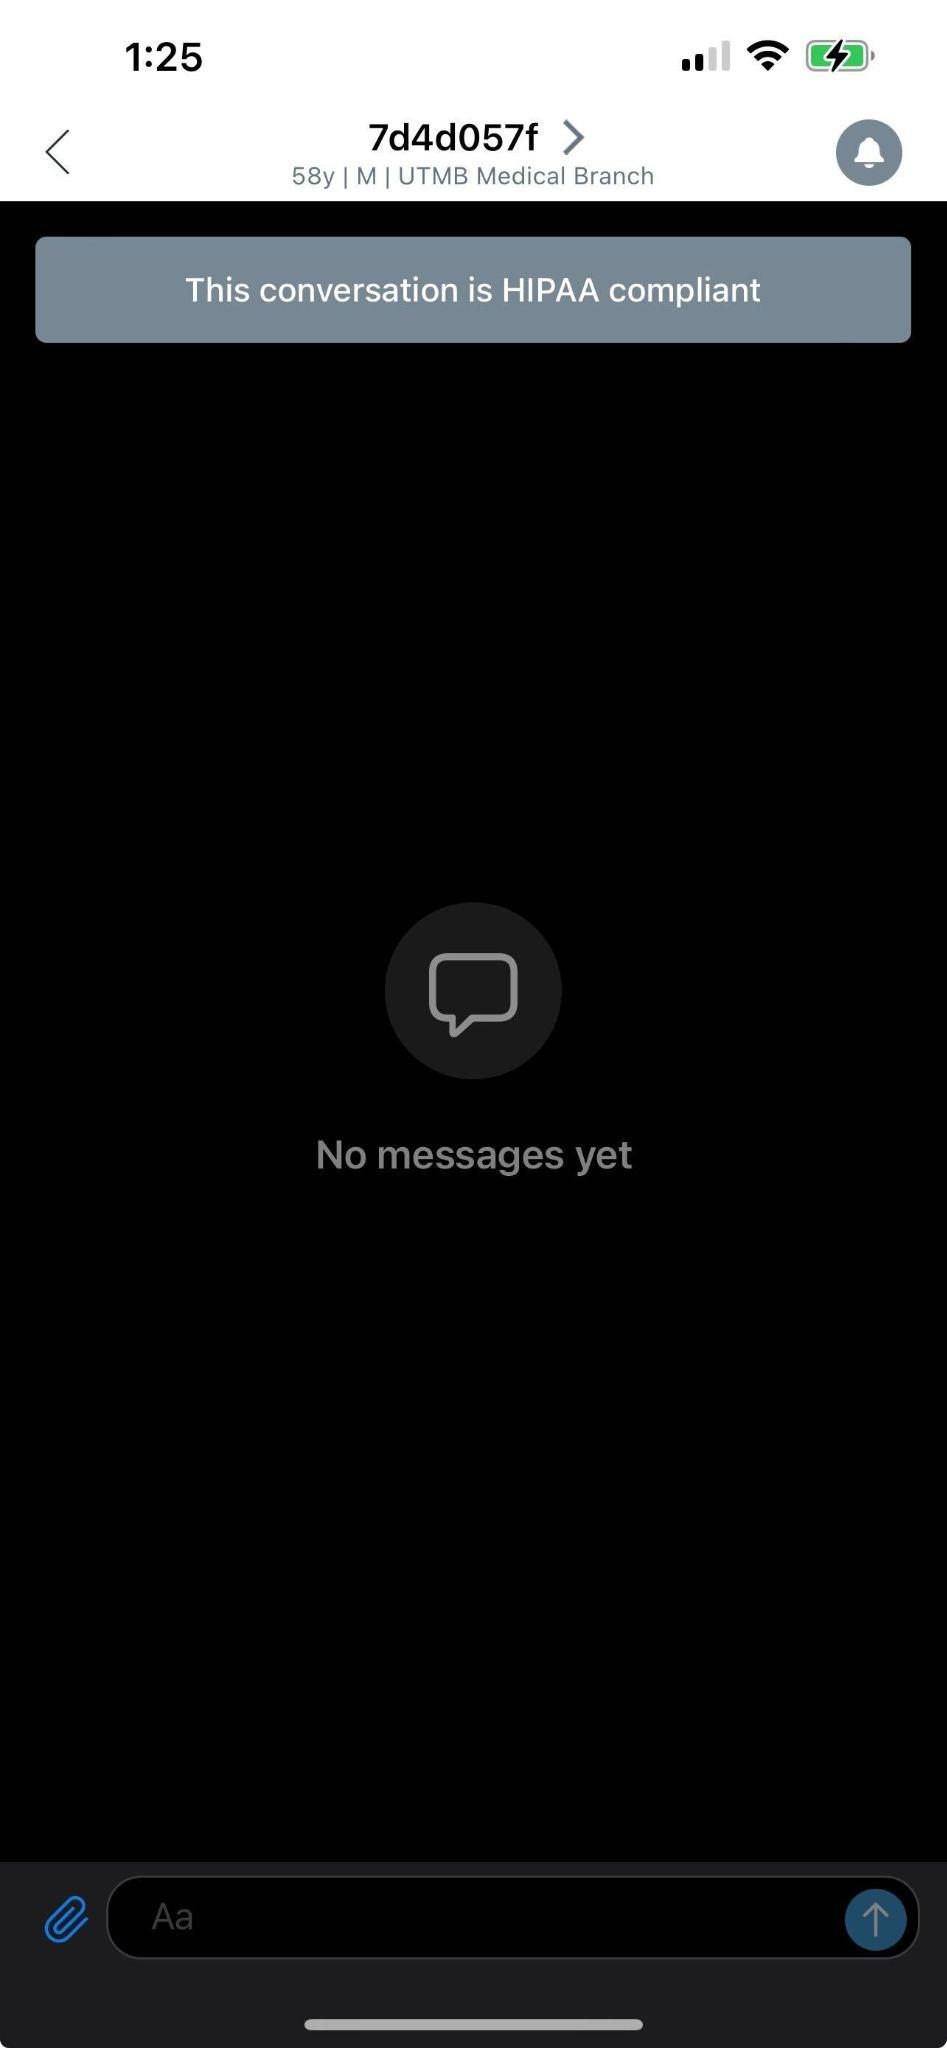 1:25
7d4d057f
58y | M | UTMB Medical Branch
This conversation is HIPAA compliant
No messages yet
Aa